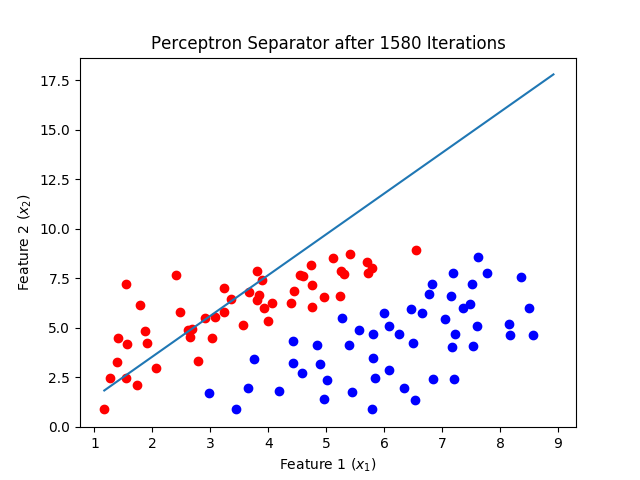 Perceptron Separator after 1580 Iterations
17.5
15.0
12.5
10.0
7.5
5.0
2.5
0.0
Feature 2 (x₂)
1 2 3 4 5 6 7 8 9
Feature 1 (x₁)